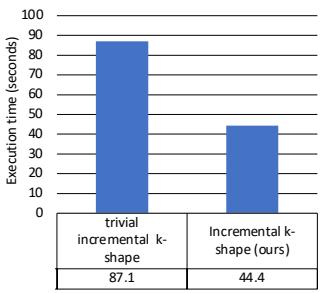 100
90
80
70
60
50
40
30
20
10
0
Execution time (seconds)
trivial
incremental k-
shape
Incremental k-
shape (ours)
87.1
44.4